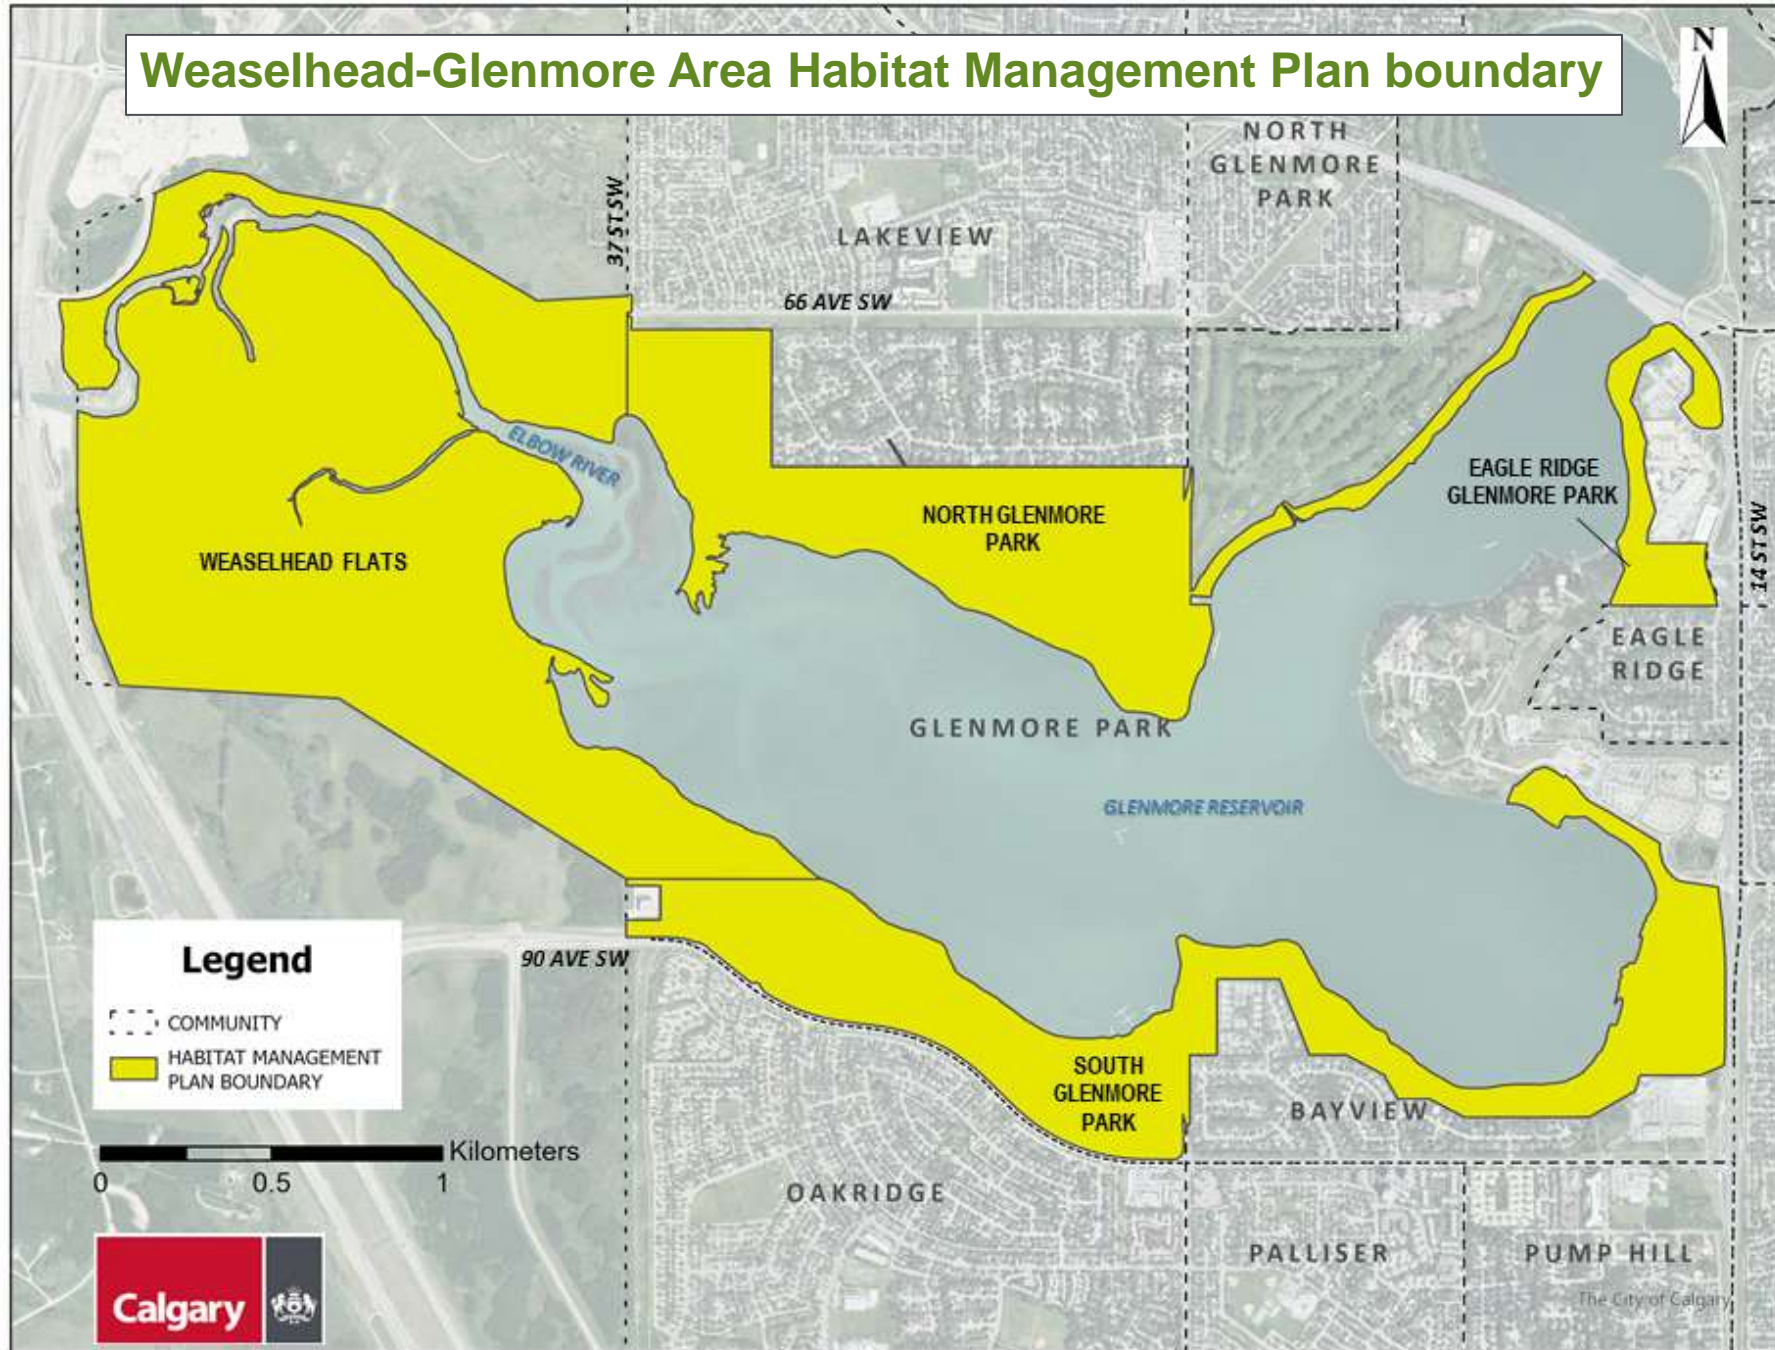 Weaselhead-Glenmore Area Habitat Management Plan boundary
N
NORTH
GLENMORE
PARK
37 ST SW
LAKEVIEW
66 AVE SW
ELBOW RIVER
EAGLE RIDGE
GLENMORE PARK
NORTH GLENMORE
PARK
14 ST SW
WEASELHEAD FLATS
EAGLE
RIDGE
GLENMORE PARK
GLENMORE RESERVOIR
Legend
90 AVE SW
COMMUNITY
HABITAT MANAGEMENT
PLAN BOUNDARY
SOUTH
GLENMORE
PARK
BAYVIEW
Kilometers
0 0.5 1
OAKRIDGE
PALLISER
PUMP HILL
The City of Calgary
Calgary